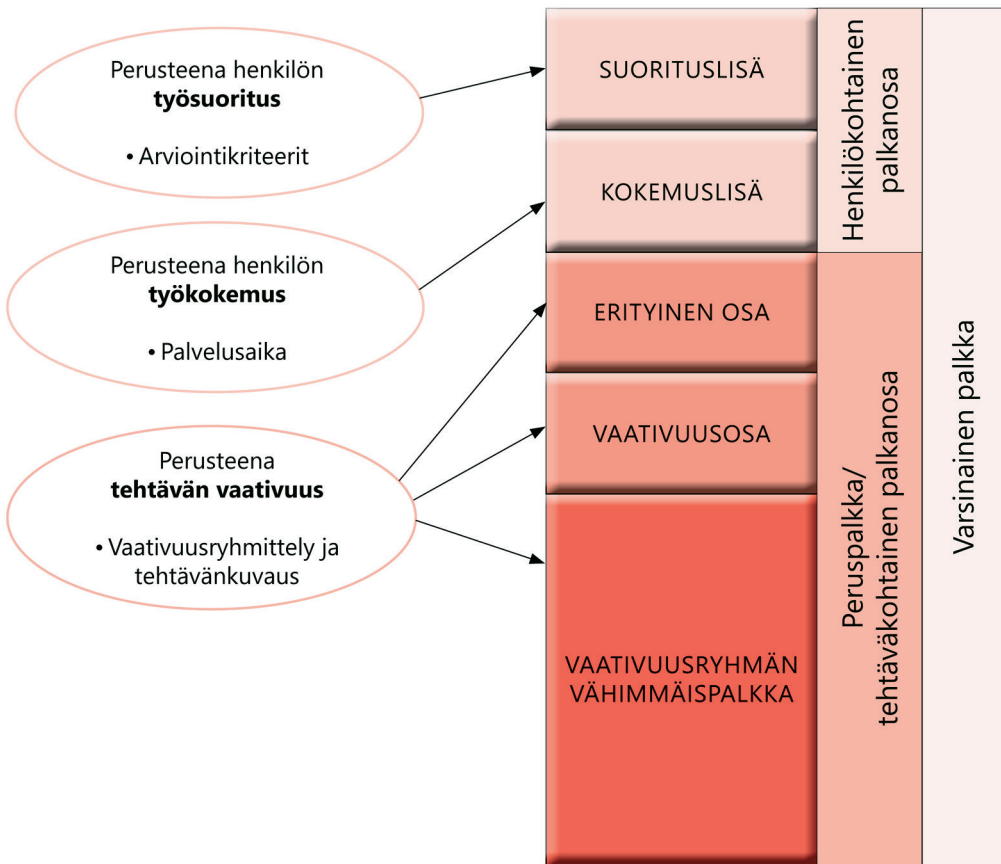 Perusteena henkilön
työsuoritus
• Arviointikriteerit
Perusteena henkilön
työkokemus
• Palvelusaika
Perusteena
tehtävän vaativuus
• Vaativuusryhmittely ja
tehtävänkuvaus
SUORITUSLISÄ
KOKEMUSLISÄ
ERITYINEN OSA
VAATIVUUSOSA
VAATIVUUSRYHMÄN
VÄHIMMÄISPALKKA
Henkilökohtainen
palkanosa
Peruspalkka/
tehtäväkohtainen palkanosa
Varsinainen palkka